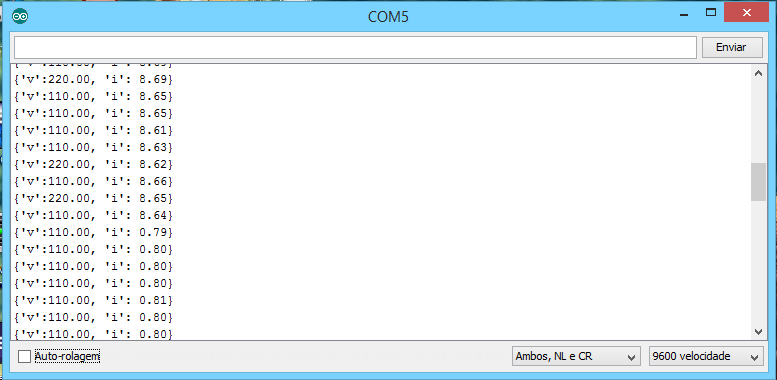 COM5
Enviar
{'v':220.00, 'i': 8.69}
{'v':110.00, 'i': 8.65}
{'v':110.00, 'i': 8.65}
{'v':110.00, 'i': 8.61}
{'v':110.00, 'i': 8.63}
{'v':220.00, 'i': 8.62}
{'v':110.00, 'i': 8.66}
{'v':220.00, 'i': 8.65}
{'v':110.00, 'i': 8.64}
{'v':110.00, 'i': 0.79}
{'v':110.00, 'i': 0.80}
{'v':110.00, 'i': 0.80}
{'v':110.00, 'i': 0.80}
{'v':110.00, 'i': 0.81}
{'v':110.00, 'i': 0.80}
{'v':110.00, 'i': 0.80}
Auto-rolagem
Ambos, NL e CR
9600 velocidade